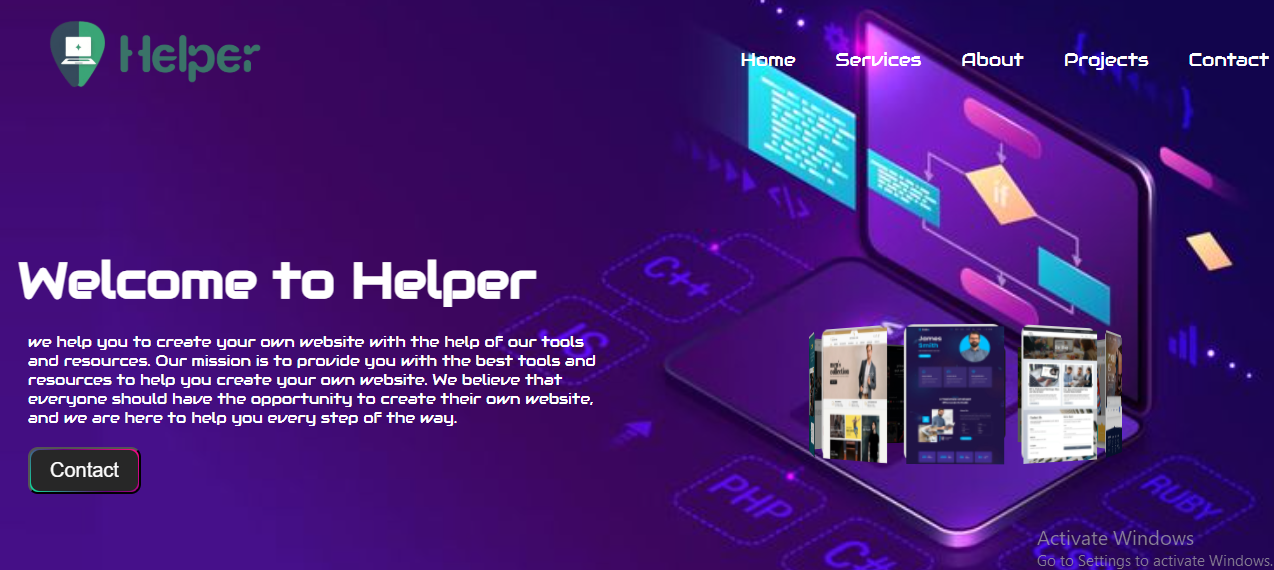 Helper
Home Services About Projects Contact
if
C++
Welcome to Helper
JS
we help you to create your own website with the help of our tools
and resources. Our mission is to provide you with the best tools and
resources to help you create your own website. We believe that
everyone should have the opportunity to create their own website,
and we are here to help you every step of the way.
James
Smith
Contact
PHP
RUBY
Activate Windows
Go to Settings to activate Windows.